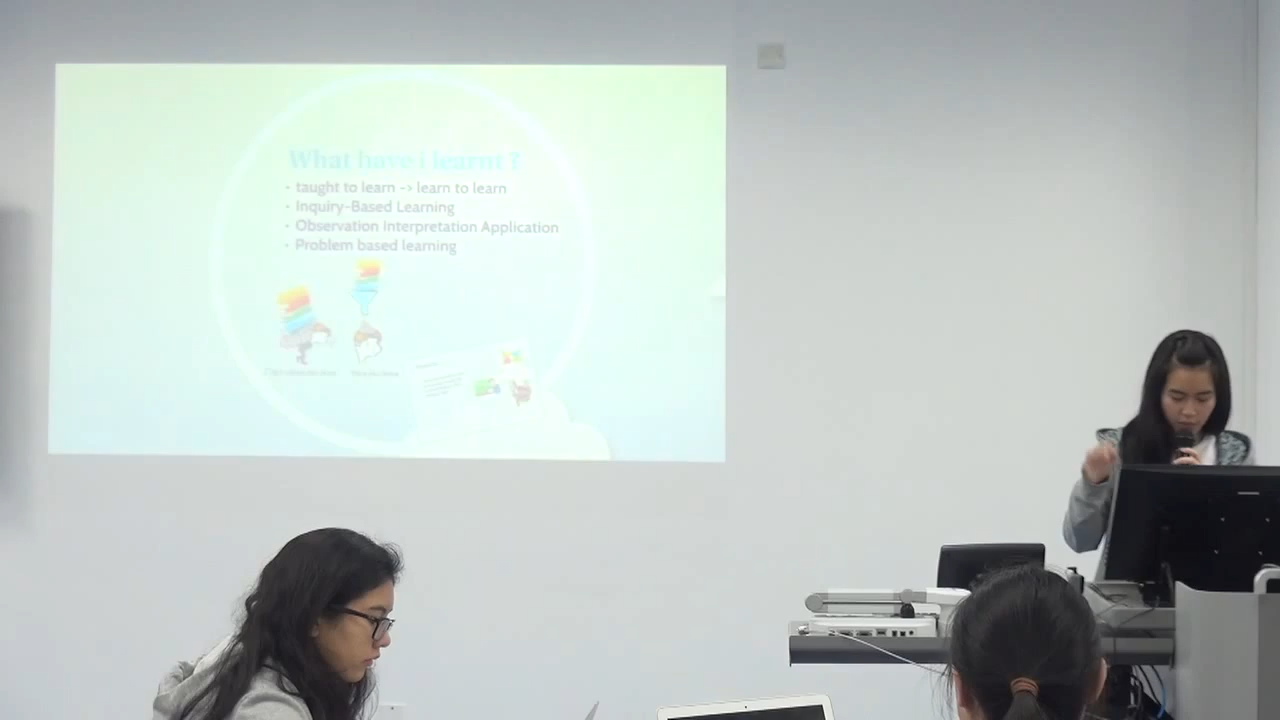 What have i learnt ?
• taught to learn -> learn to learn
• Inquiry-Based Learning
• Observation Interpretation Application
• Problem based learning